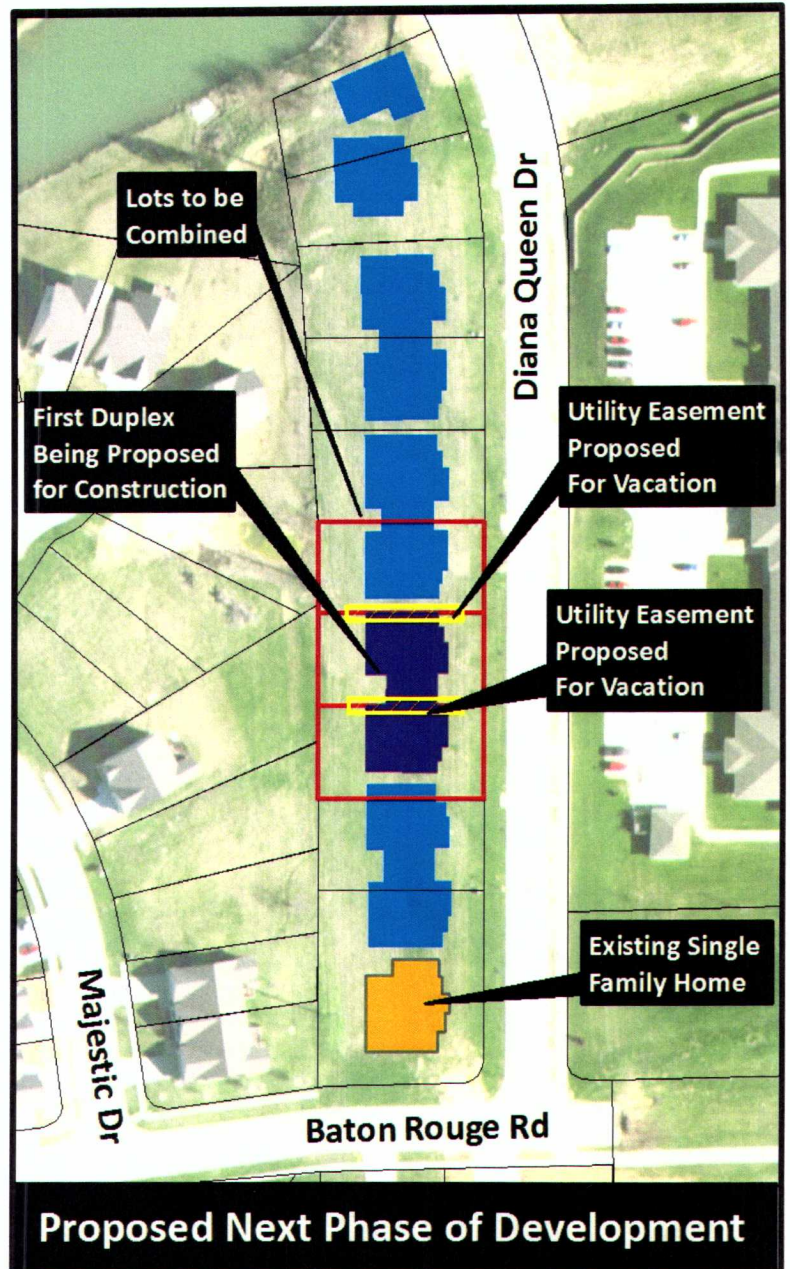 Diana Queen Dr
Lots to be
Combined
First Duplex
Being Proposed
for Construction
Utility Easement
Proposed
For Vacation
Utility Easement
Proposed
For Vacation
Existing Single
Family Home
Majestic Dr
Baton Rouge Rd
Proposed Next Phase of Development